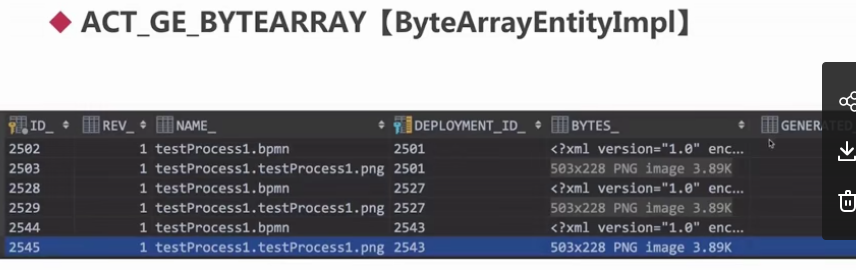 ACT_GE_BYTEARRAY【ByteArrayEntityImpl】
ID_ REV_ NAME_ DEPLOYMENT_ID_ BYTES_ GENERATED
2502 1 testProcess1.bpmn 2501 <?xml version="1.0" enc...
2503 1 testProcess1.testProcess1.png 2501 503x228 PNG image 3.89K
2528 1 testProcess1.bpmn 2527 <?xml version="1.0" enc...
2529 1 testProcess1.testProcess1.png 2527 503x228 PNG image 3.89K
2544 1 testProcess1.bpmn 2543 <?xml version="1.0" enc...
2545 1 testProcess1.testProcess1.png 2543 503x228 PNG image 3.89K